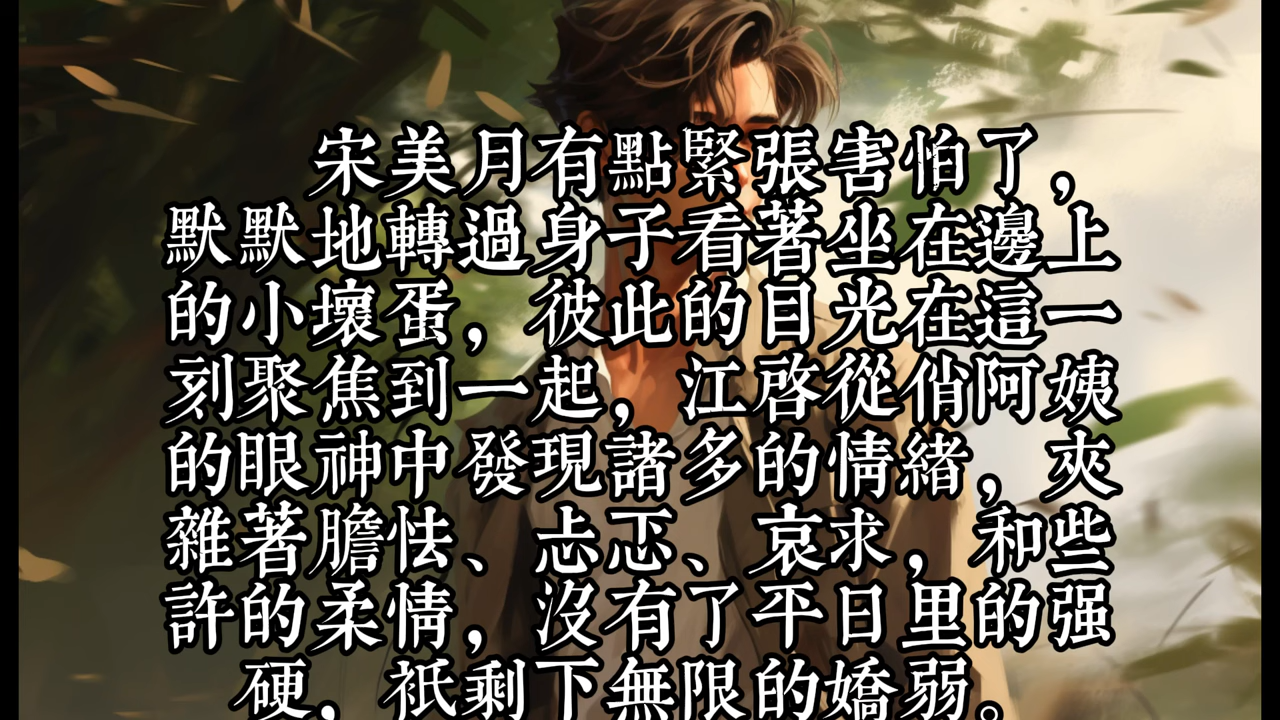 宋美月有點緊張害怕了，
默默地轉過身子看著坐在邊上
的小壞蛋，彼此的目光在這一
刻聚焦到一起，江啓從俏阿姨
的眼神中發現諸多的情緒，夾
雜著膽怯、忐忑、哀求，和些
許的柔情，沒有了平日里的强
硬，衹剩下無限的嬌弱。